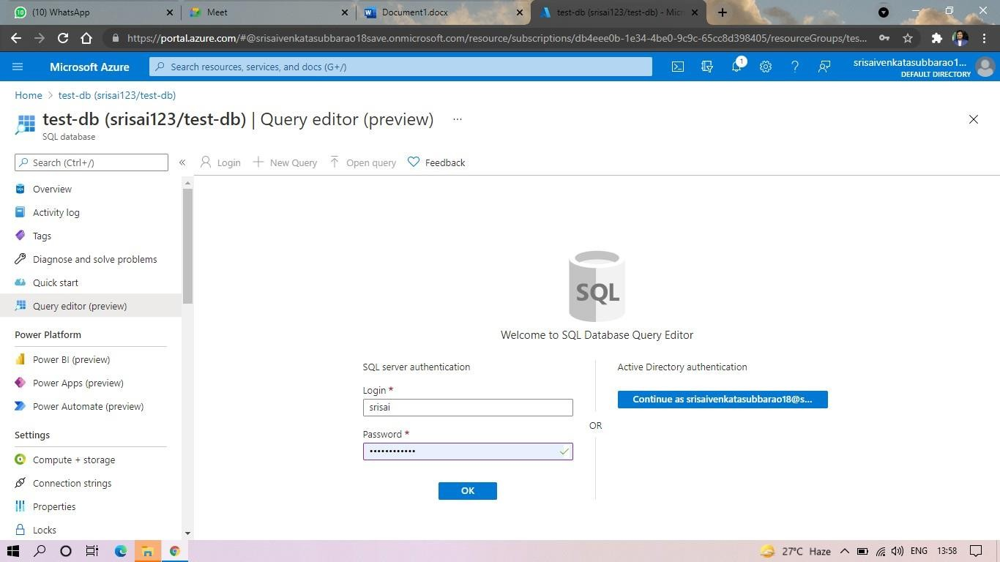 (10) WhatsApp
Meet
Document1.docx
test-db (srisai123/test-db) - Micr
https://portal.azure.com/#@srisaivenkatasubbarao18save.onmicrosoft.com/resource/subscriptions/db4eee0b-1e34-4be0-9c9c-65cc8d398405/resourceGroups/tes...
Microsoft Azure
Search resources, services, and docs (G+/)
1
srisaivenkatasubbarao1...
DEFAULT DIRECTORY
Home > test-db (srisai123/test-db)
test-db (srisai123/test-db) | Query editor (preview) ...
SQL database
Search (Ctrl+/)
«
Login
New Query
Open query
Feedback
Overview
Activity log
Tags
Diagnose and solve problems
Quick start
Query editor (preview)
Power Platform
Power BI (preview)
Power Apps (preview)
Power Automate (preview)
Settings
Compute + storage
Connection strings
Properties
Locks
SQL
Welcome to SQL Database Query Editor
SQL server authentication
Login *
srisai
Password *
••••••••••••
OK
OR
Active Directory authentication
Continue as srisaivenkatasubbarao18@s...
27°C Haze
ENG
13:58